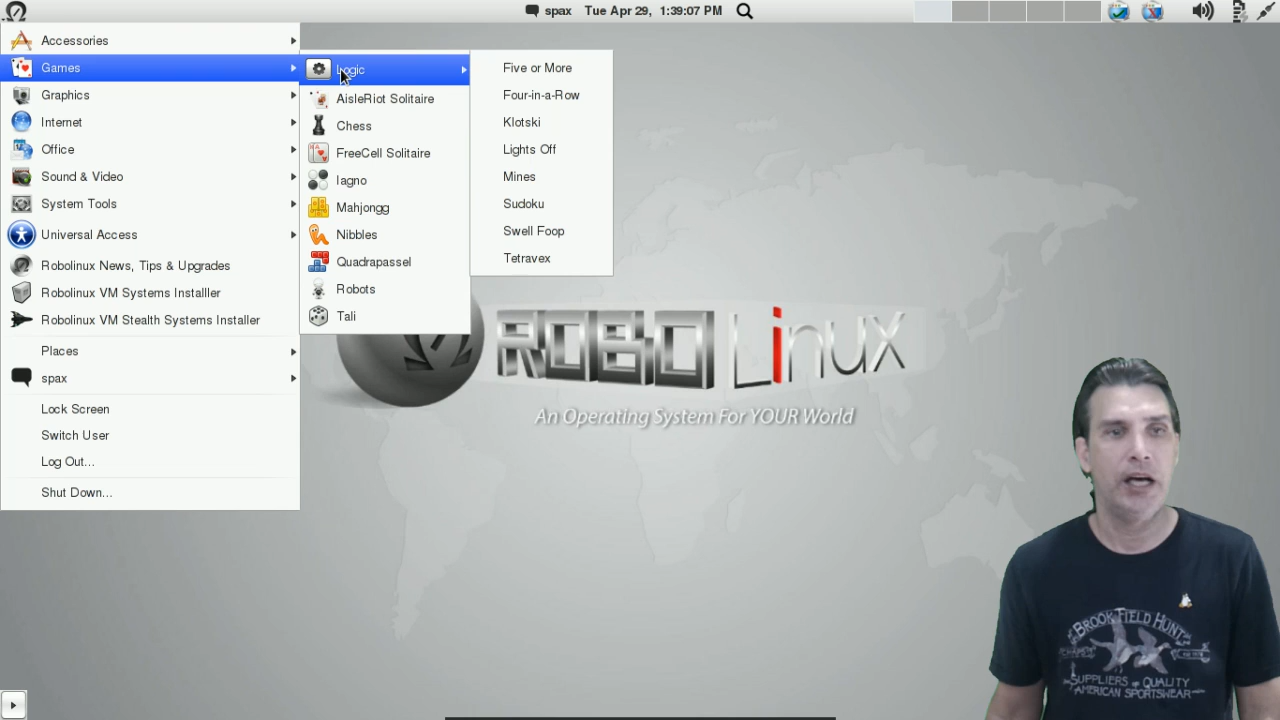 spax Tue Apr 29, 1:39:07 PM
Accessories
Games
Graphics
Internet
Office
Sound & Video
System Tools
Universal Access
Robolinux News, Tips & Upgrades
Robolinux VM Systems Installler
Robolinux VM Stealth Systems Installer
Places
spax
Lock Screen
Switch User
Log Out...
Shut Down...
Logic
AisleRiot Solitaire
Chess
FreeCell Solitaire
Iagno
Mahjongg
Nibbles
Quadrapassel
Robots
Tali
Five or More
Four-in-a-Row
Klotski
Lights Off
Mines
Sudoku
Swell Foop
Tetravex
ROBOLinux
An Operating System For YOUR World
BROOK FIELD HUNT
SUPPLIERS of QUALITY
AMERICAN SPORTSWEAR